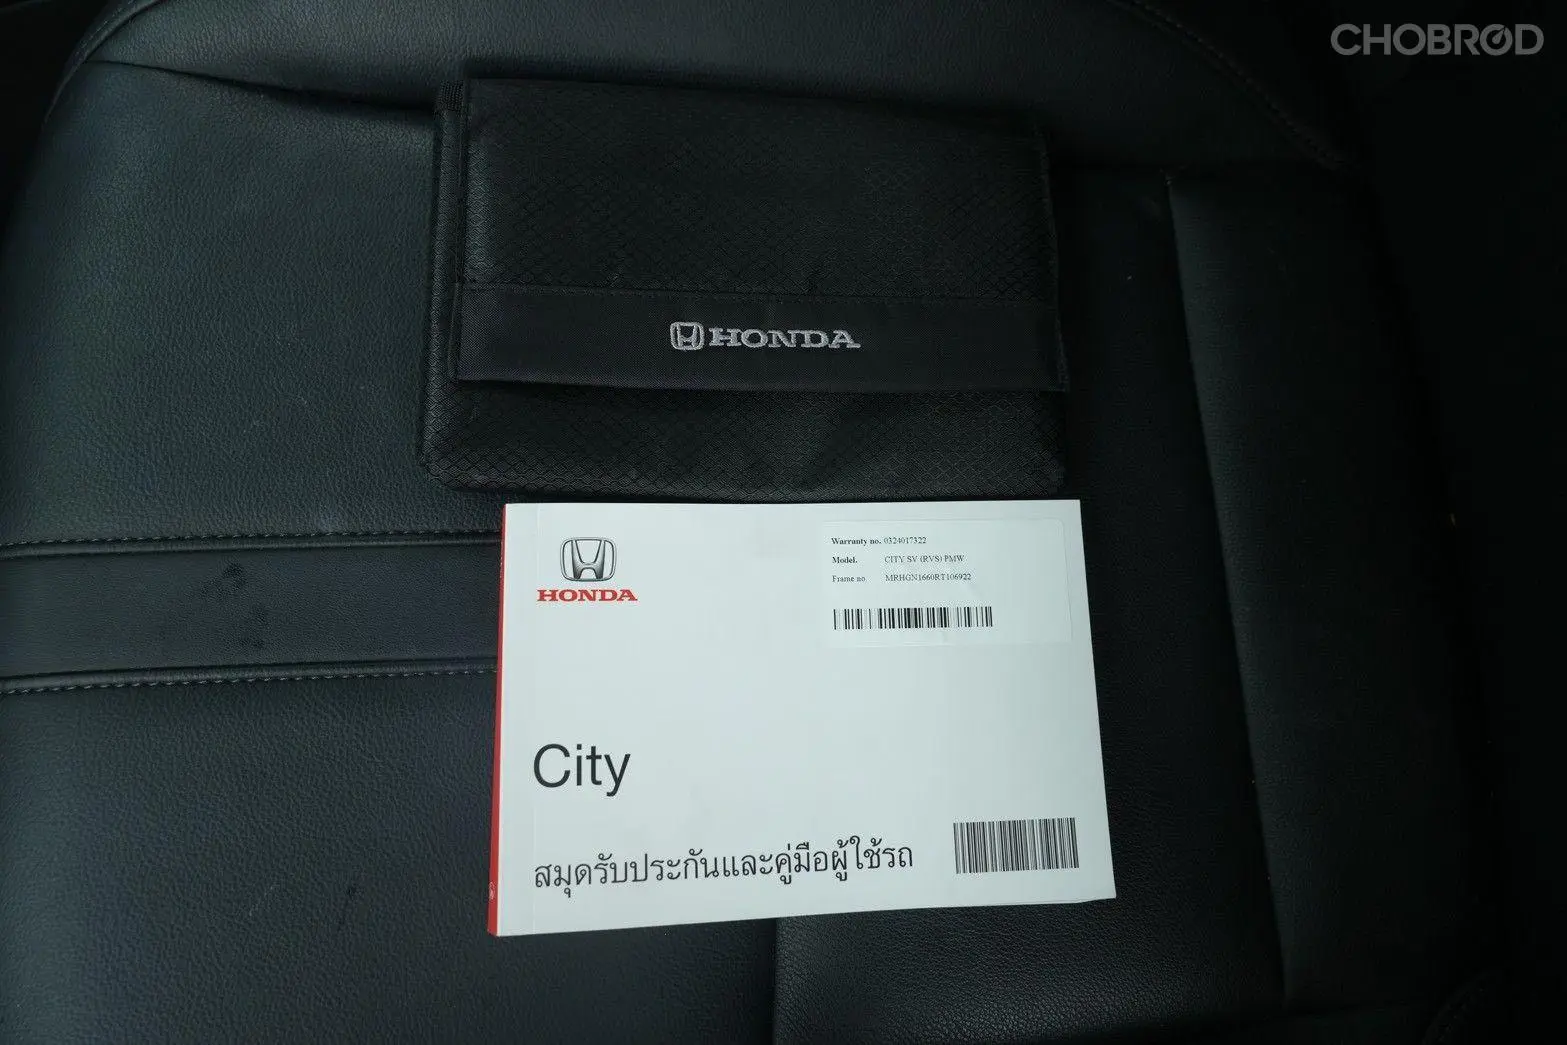 CHOBROD
HONDA
HONDA
Warranty no. 0324017322
Model. CITY SV (RVS) PMW
Frame no. MRHGN1660RT106922
City
สมุดรับประกันและคู่มือผู้ใช้รถ